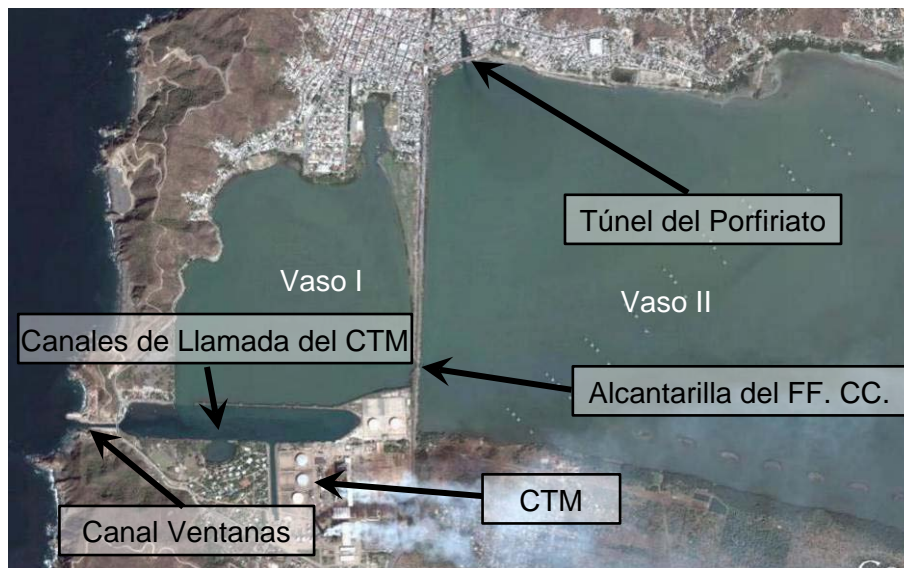 Túnel del Porfiriato
Vaso I
Vaso II
Canales de Llamada del CTM
Alcantarilla del FF. CC.
CTM
Canal Ventanas